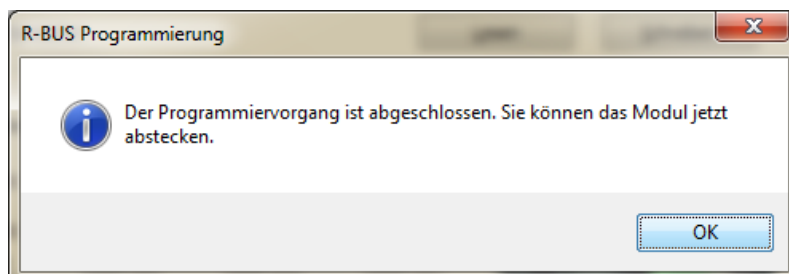 R-BUS Programmierung
Der Programmiervorgang ist abgeschlossen. Sie können das Modul jetzt
abstecken.
OK